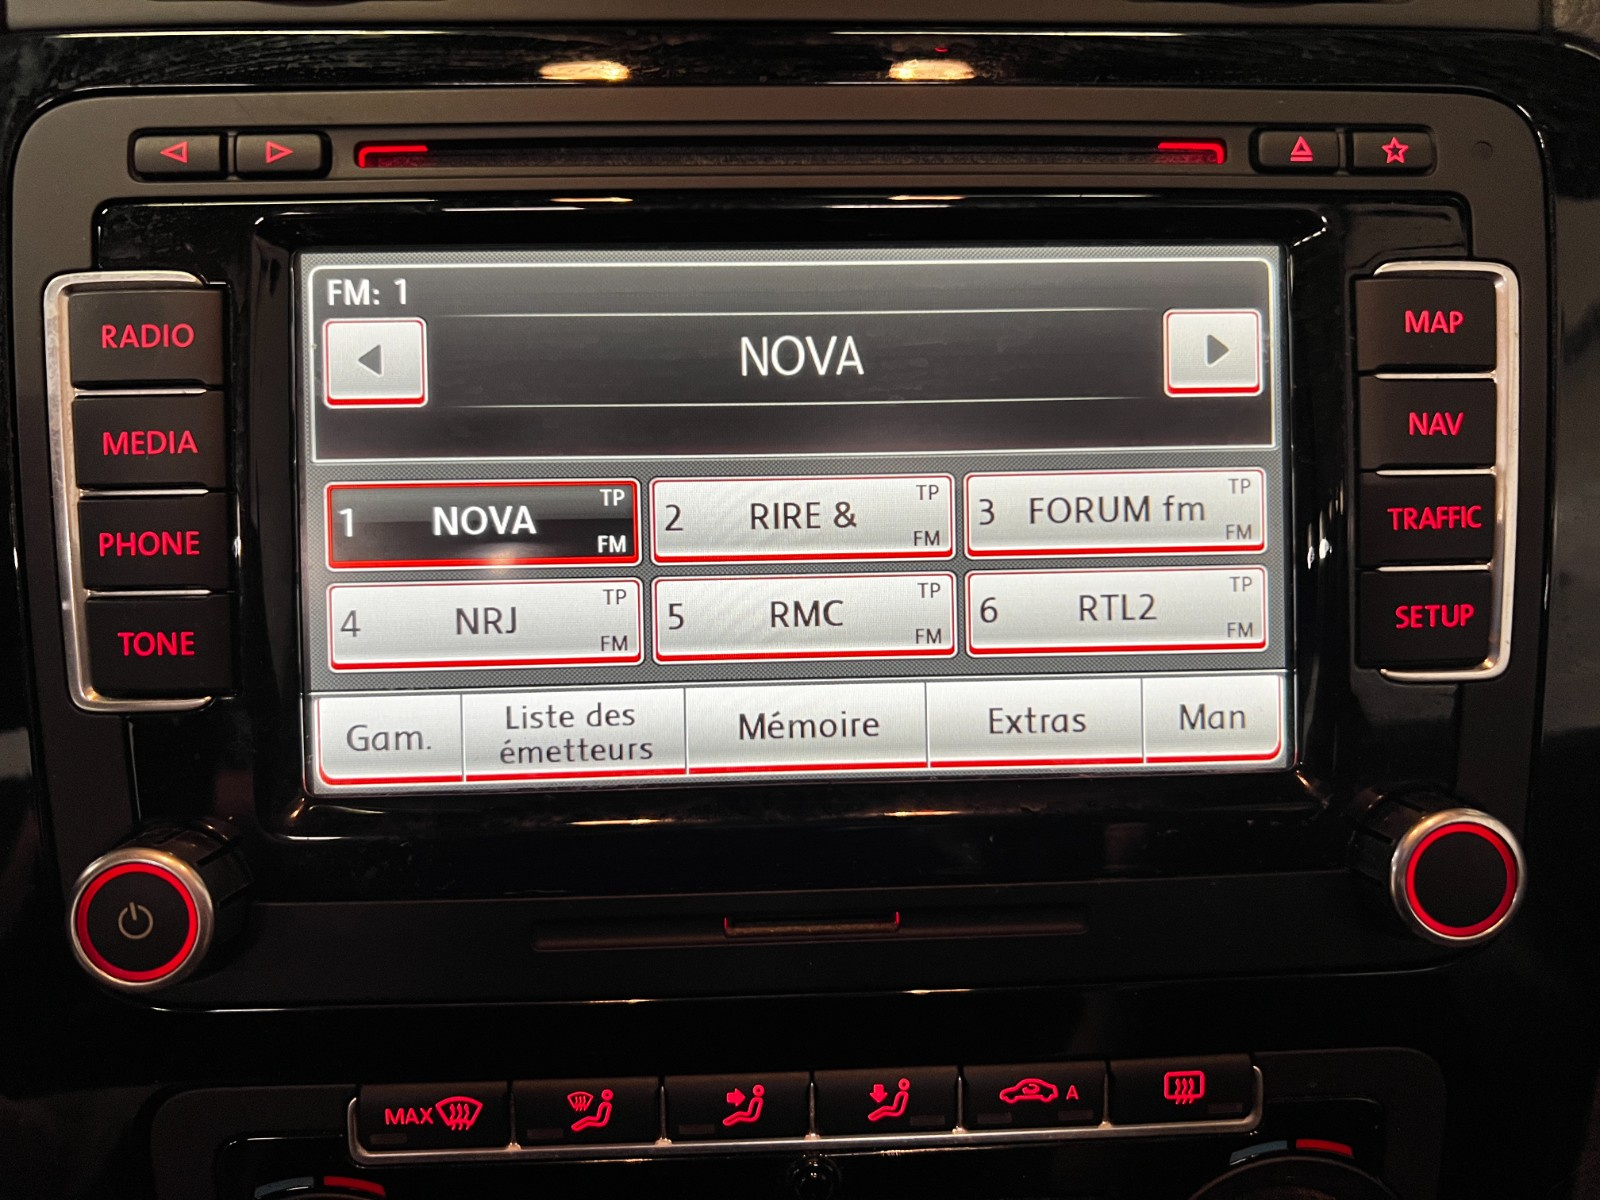 RADIO
MEDIA
PHONE
TONE
FM: 1
NOVA
1 NOVA TP FM
2 RIRE & TP FM
3 FORUM fm TP FM
4 NRJ TP FM
5 RMC TP FM
6 RTL2 TP FM
Gam.
Liste des
émetteurs
Mémoire
Extras
Man
MAP
NAV
TRAFFIC
SETUP
MAX
A